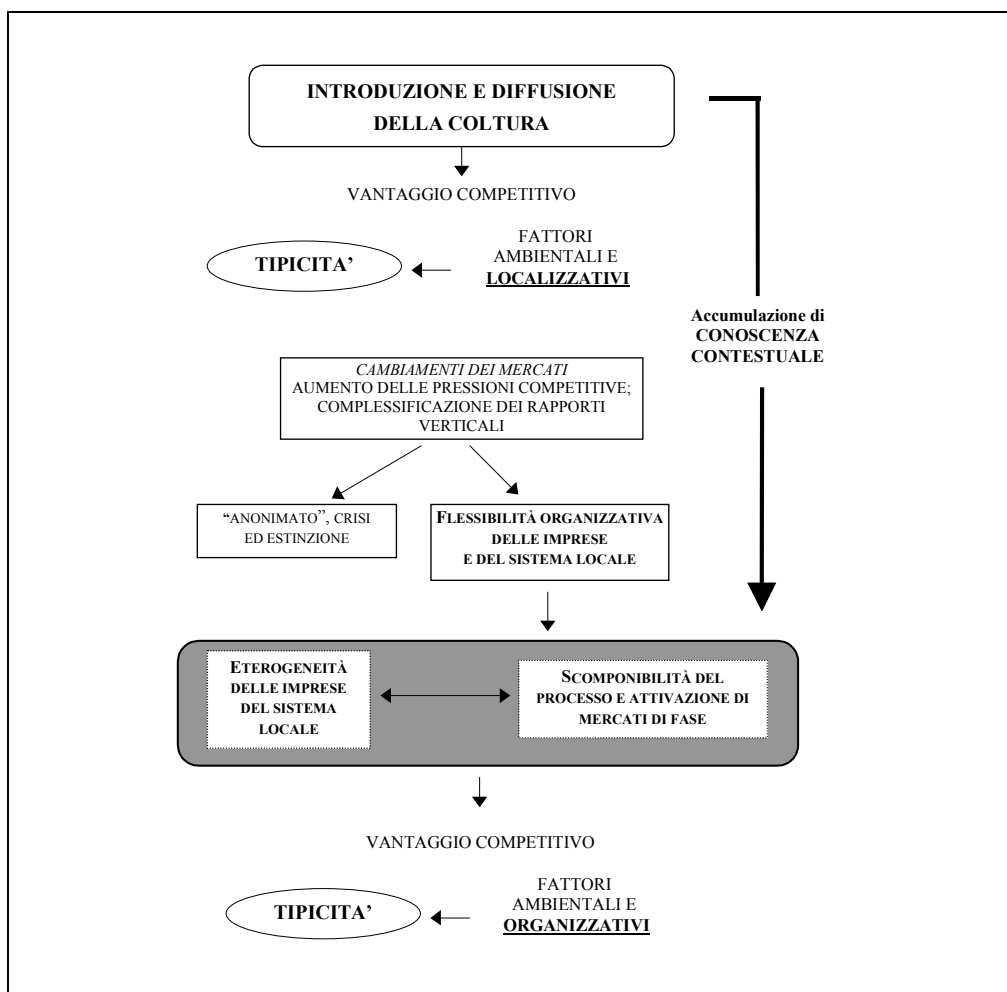 INTRODUZIONE E DIFFUSIONE
DELLA COLTURA
VANTAGGIO COMPETITIVO
TIPICITA’
FATTORI
AMBIENTALI E
LOCALIZZATIVI
Accumulazione di
CONOSCENZA
CONTESTUALE
CAMBIAMENTI DEI MERCATI
AUMENTO DELLE PRESSIONI COMPETITIVE;
COMPLESSIFICAZIONE DEI RAPPORTI
VERTICALI
“ANONIMATO”, CRISI
ED ESTINZIONE
FLESSIBILITÀ ORGANIZZATIVA
DELLE IMPRESE
E DEL SISTEMA LOCALE
ETEROGENEITÀ
DELLE IMPRESE
DEL SISTEMA
LOCALE
SCOMPONIBILITÀ DEL
PROCESSO E ATTIVAZIONE DI
MERCATI DI FASE
VANTAGGIO COMPETITIVO
TIPICITA’
FATTORI
AMBIENTALI E
ORGANIZZATIVI